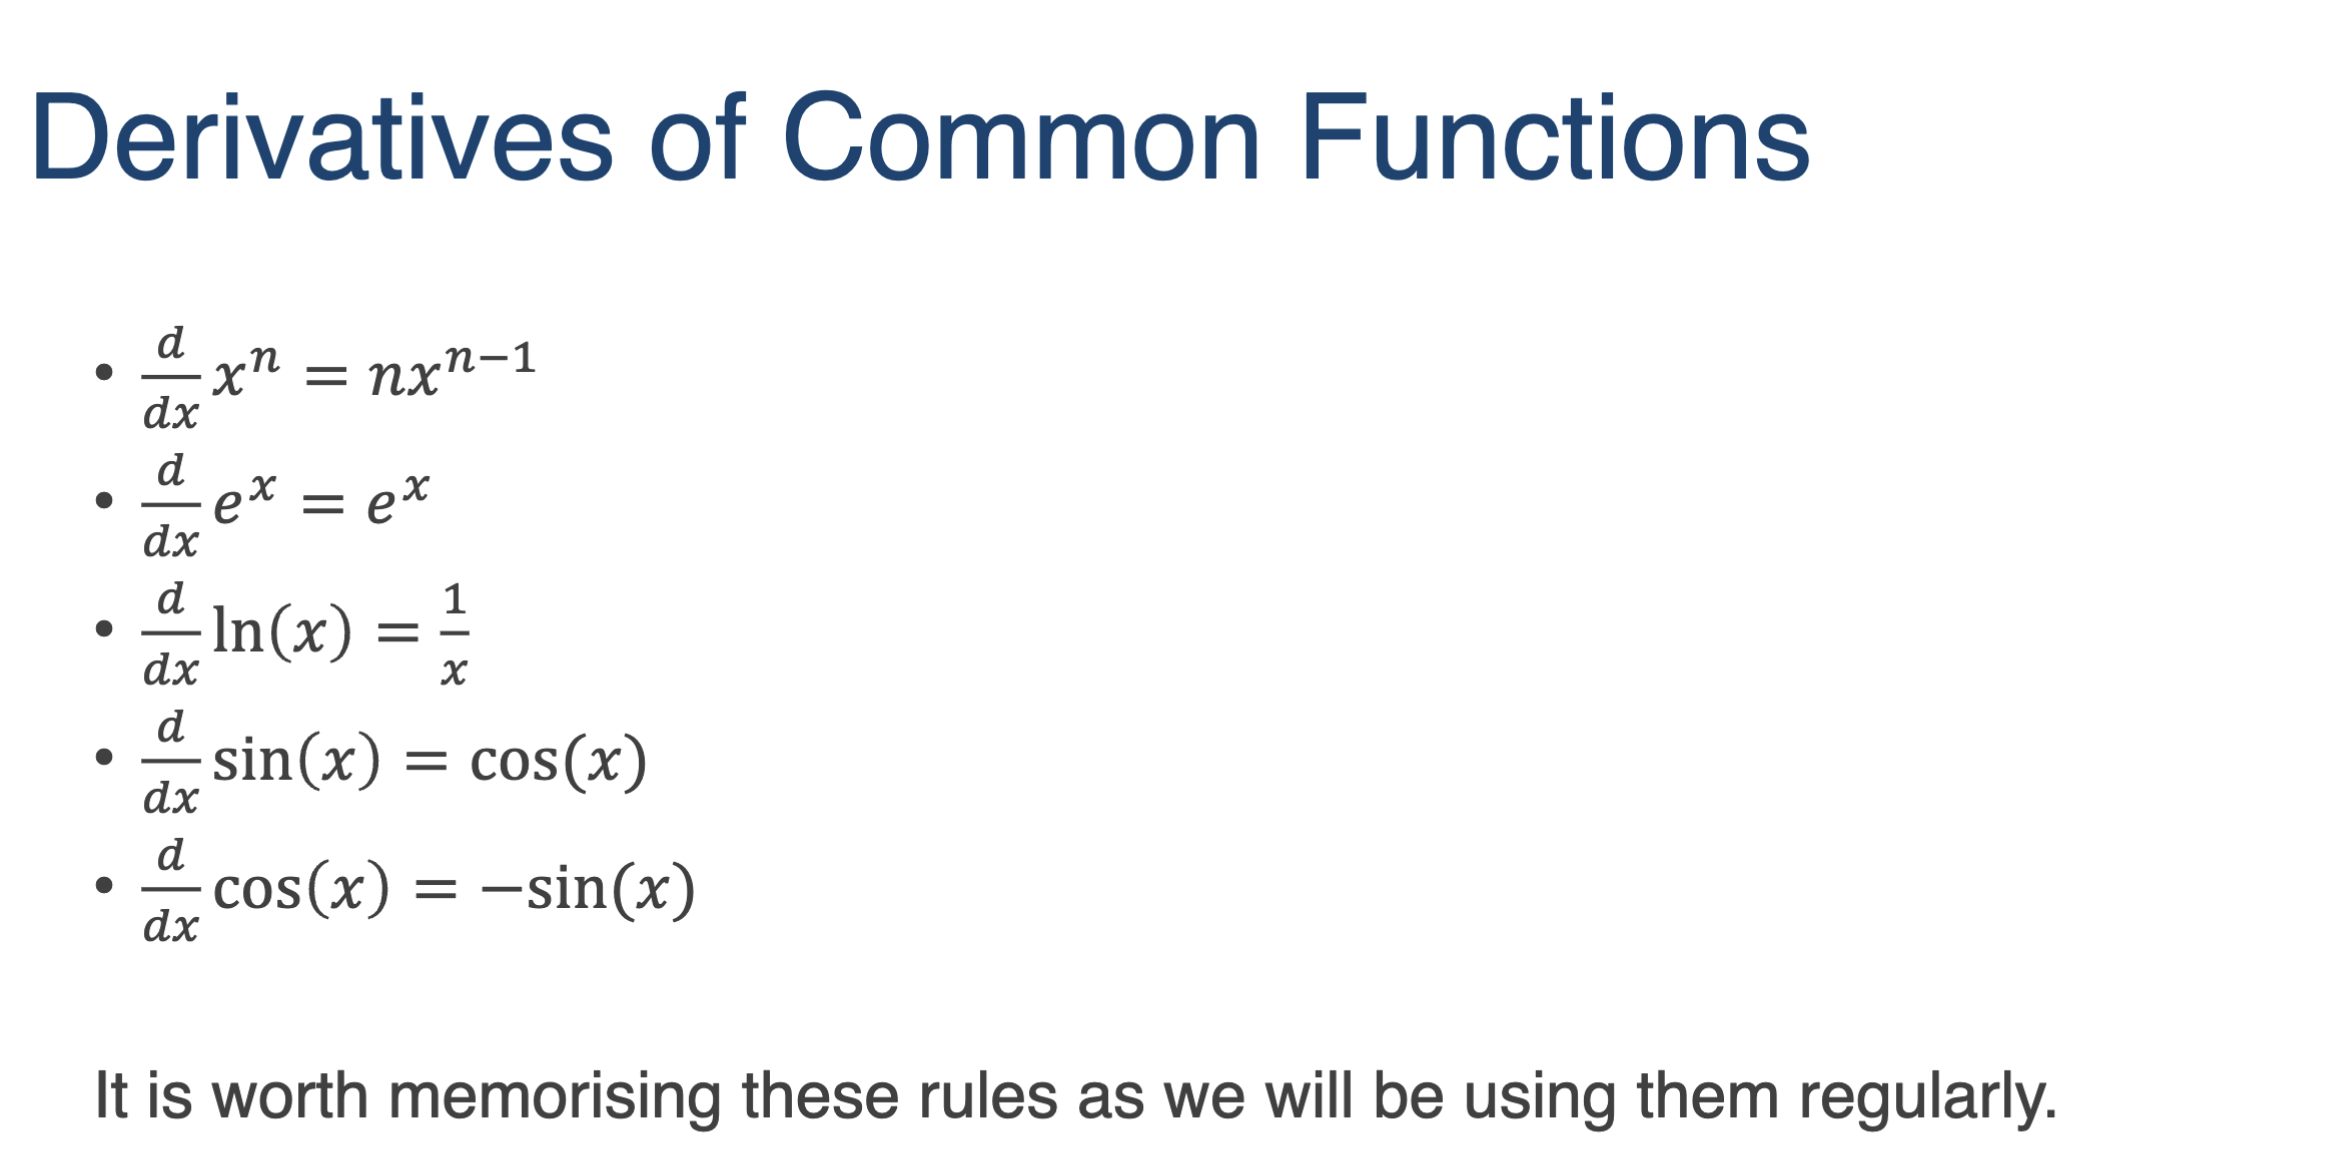 Derivatives of Common Functions
• \frac{d}{dx} x^n = nx^{n-1}
• \frac{d}{dx} e^x = e^x
• \frac{d}{dx} \ln(x) = \frac{1}{x}
• \frac{d}{dx} \sin(x) = \cos(x)
• \frac{d}{dx} \cos(x) = -\sin(x)
It is worth memorising these rules as we will be using them regularly.